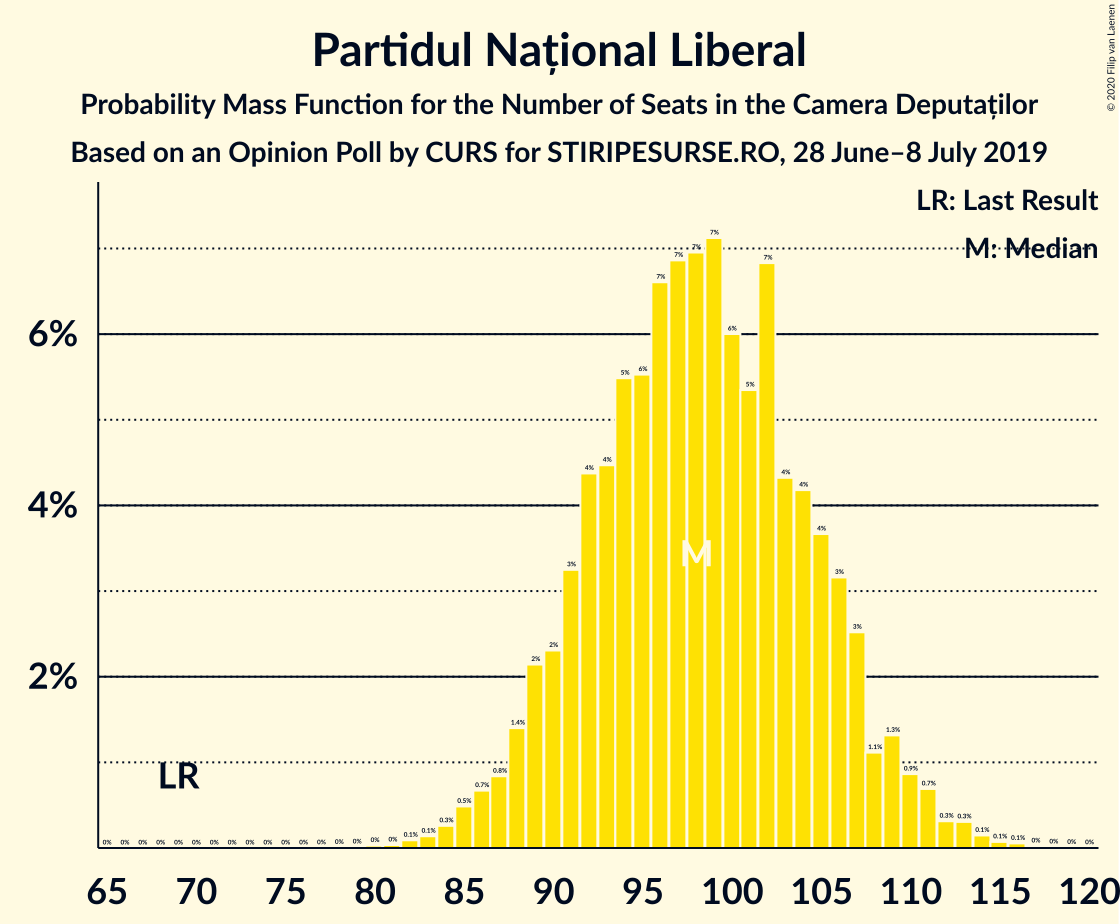 Partidul Național Liberal
Probability Mass Function for the Number of Seats in the Camera Deputaților
Based on an Opinion Poll by CURS for STIRIPESURSE.RO, 28 June–8 July 2019
© 2020 Filip van Laenen
LR: Last Result
M: Median
6%
4%
2%
LR
M
0% 0% 0% 0% 0% 0% 0% 0% 0% 0% 0% 0% 0% 0% 0% 0% 0% 0.1% 0.1% 0.3% 0.5% 0.7% 0.8% 1.4% 2% 2% 3% 4% 4% 5% 6% 7% 7% 7% 7% 6% 5% 7% 4% 4% 4% 3% 3% 1.1% 1.3% 0.9% 0.7% 0.3% 0.3% 0.1% 0.1% 0.1% 0% 0% 0% 0%
65 70 75 80 85 90 95 100 105 110 115 120